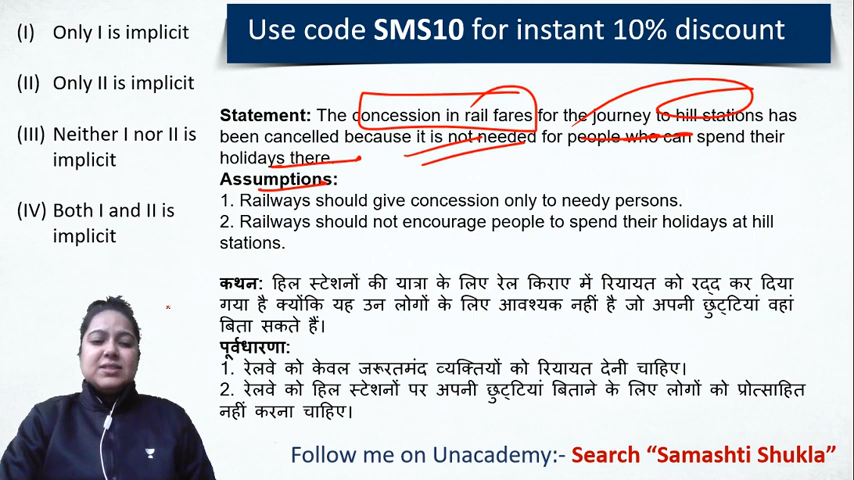 Use code SMS10 for instant 10% discount
(I) Only I is implicit
(II) Only II is implicit
(III) Neither I nor II is
implicit
(IV) Both I and II is
implicit
Statement: The concession in rail fares for the journey to hill stations has
been cancelled because it is not needed for people who can spend their
holidays there.
Assumptions:
1. Railways should give concession only to needy persons.
2. Railways should not encourage people to spend their holidays at hill
stations.
कथन: हिल स्टेशनों की यात्रा के लिए रेल किराए में रियायत को रद्द कर दिया
गया है क्योंकि यह उन लोगों के लिए आवश्यक नहीं है जो अपनी छुट्टियां वहां
बिता सकते हैं।
पूर्वधारणा:
1. रेलवे को केवल जरूरतमंद व्यक्तियों को रियायत देनी चाहिए।
2. रेलवे को हिल स्टेशनों पर अपनी छुट्टियां बिताने के लिए लोगों को प्रोत्साहित
नहीं करना चाहिए।
Follow me on Unacademy:- Search “Samashti Shukla”